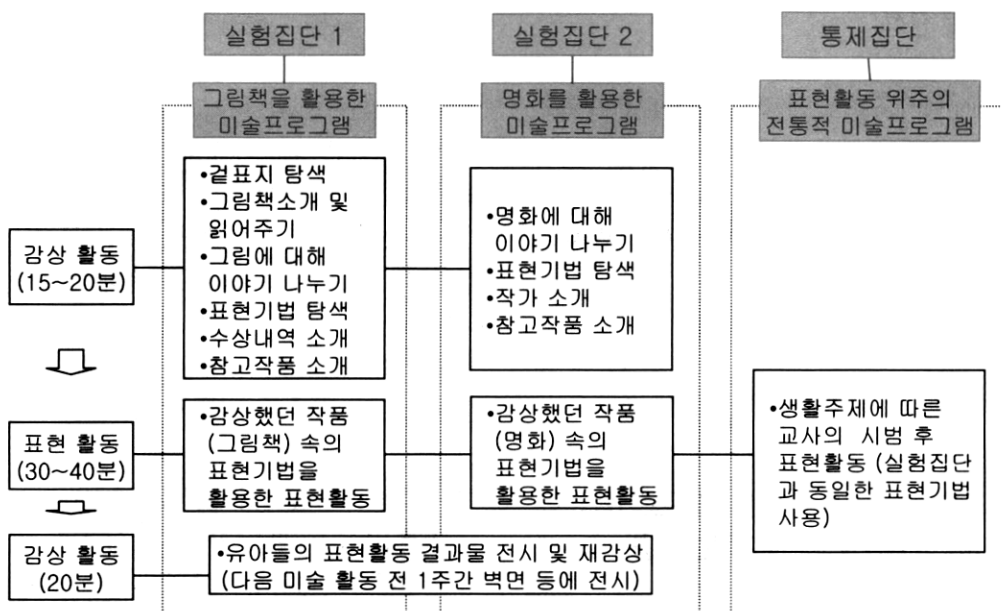 실험집단 1
실험집단 2
통제집단
그림책을 활용한
미술프로그램
명화를 활용한
미술프로그램
표현활동 위주의
전통적 미술프로그램
감상 활동
(15~20분)
•겉표지 탐색
•그림책소개 및
읽어주기
•그림에 대해
이야기 나누기
•표현기법 탐색
•수상내역 소개
•참고작품 소개
•명화에 대해
이야기 나누기
•표현기법 탐색
•작가 소개
•참고작품 소개
표현 활동
(30~40분)
•감상했던 작품
(그림책) 속의
표현기법을
활용한 표현활동
•감상했던 작품
(명화) 속의
표현기법을
활용한 표현활동
•생활주제에 따른
교사의 시범 후
표현활동 (실험집단
과 동일한 표현기법
사용)
감상 활동
(20분)
•유아들의 표현활동 결과물 전시 및 재감상
(다음 미술 활동 전 1주간 벽면 등에 전시)